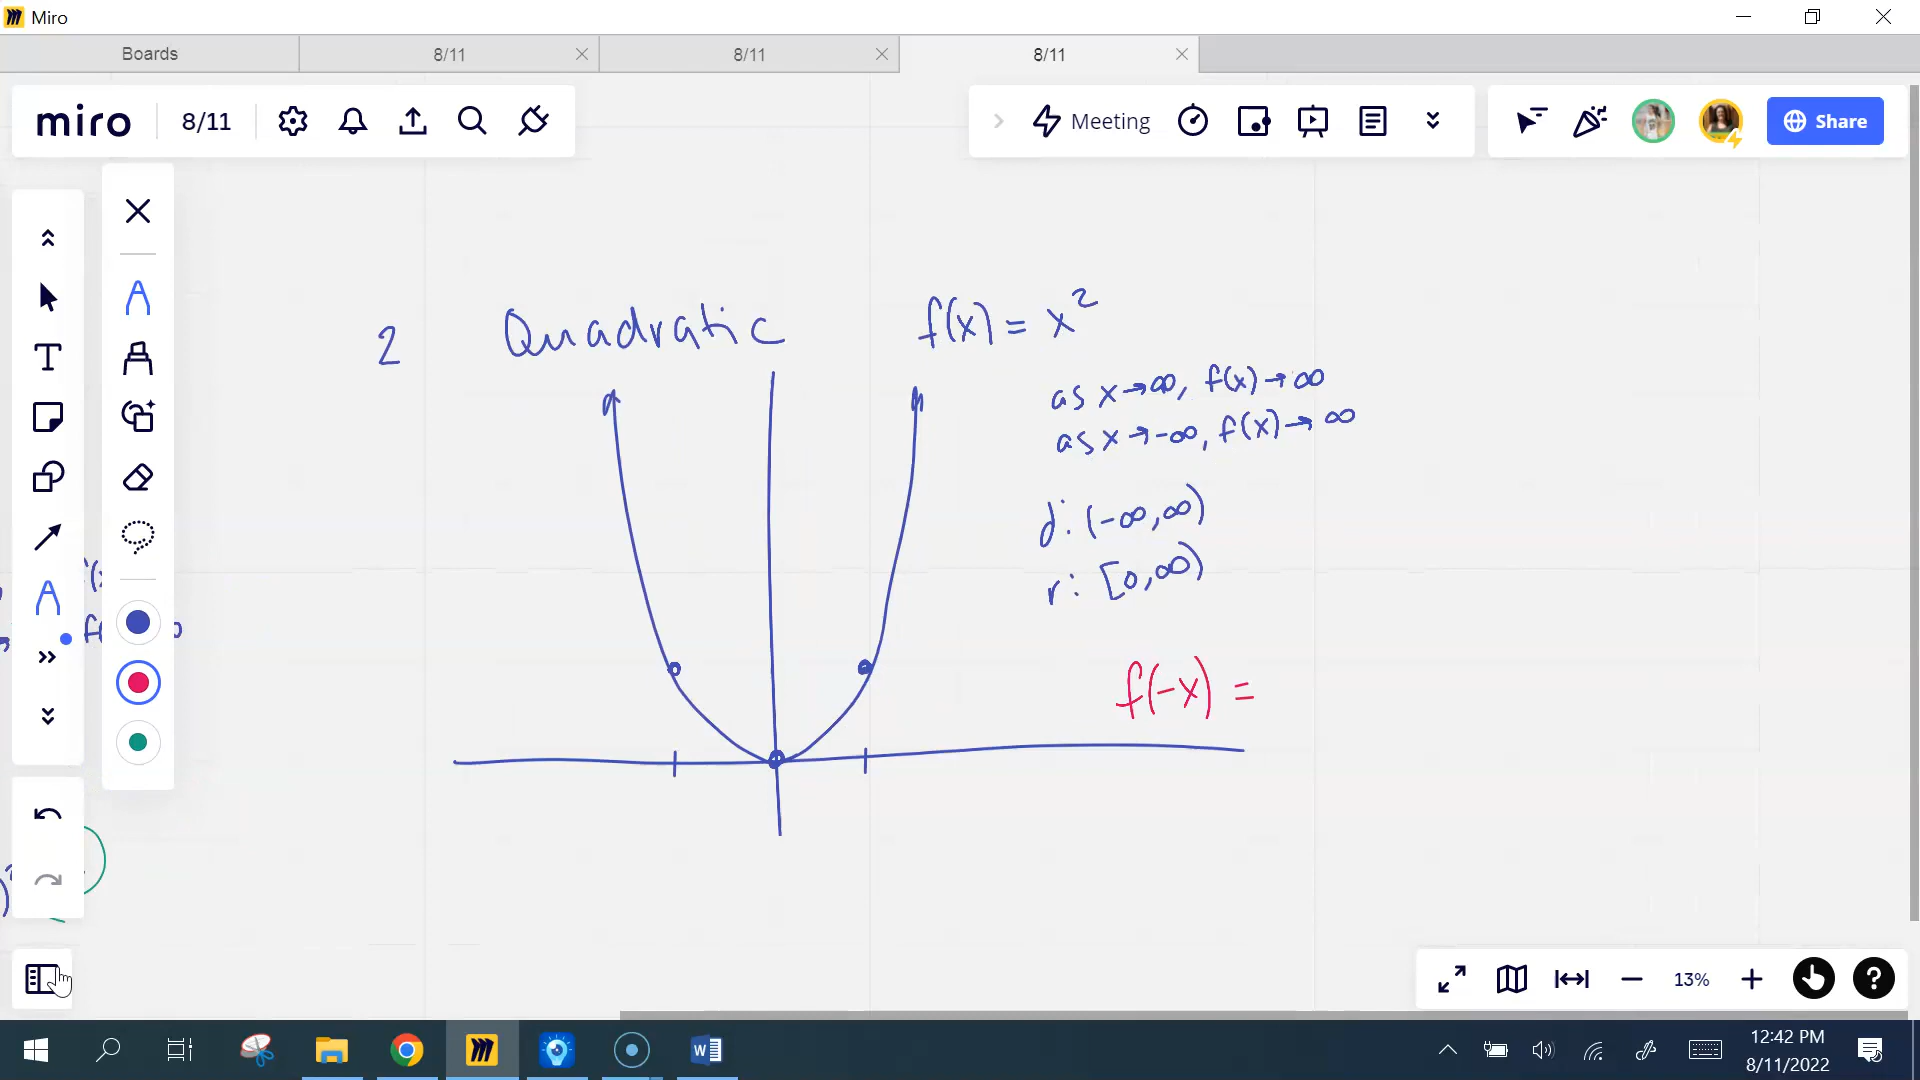 Miro
Boards
8/11
8/11
8/11
miro
8/11
Meeting
Share
2 Quadratic f(x) = x²
as x→∞, f(x)→∞
as x→-∞, f(x)→∞
d: (-∞,∞)
r: [0,∞)
f(-x) =
13%
12:42 PM
8/11/2022